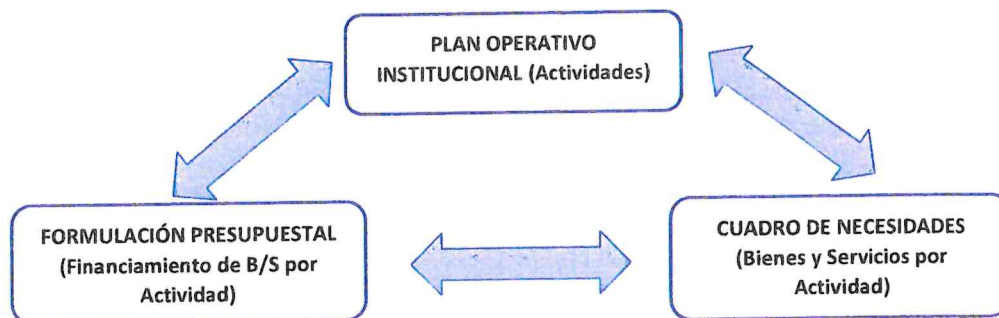 PLAN OPERATIVO
INSTITUCIONAL (Actividades)
FORMULACIÓN PRESUPUESTAL
(Financiamiento de B/S por
Actividad)
CUADRO DE NECESIDADES
(Bienes y Servicios por
Actividad)